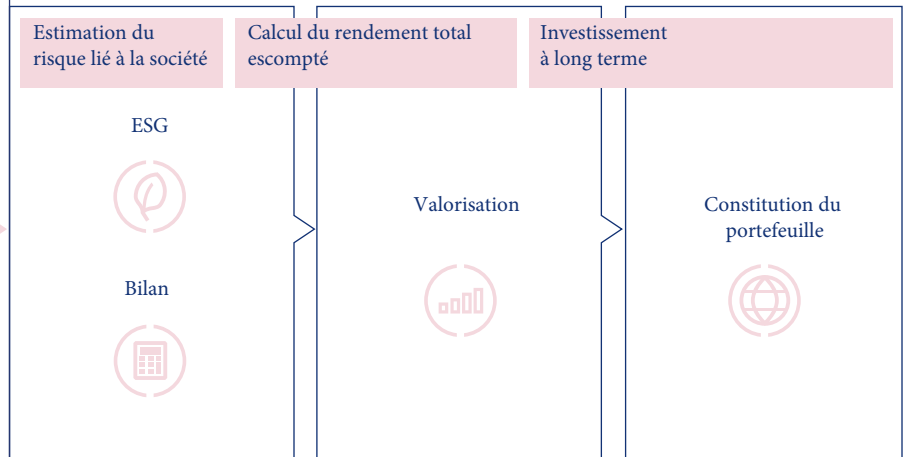 Estimation du
risque lié à la société
ESG
Bilan
Calcul du rendement total
escompté
Valorisation
Investissement
à long terme
Constitution du
portefeuille